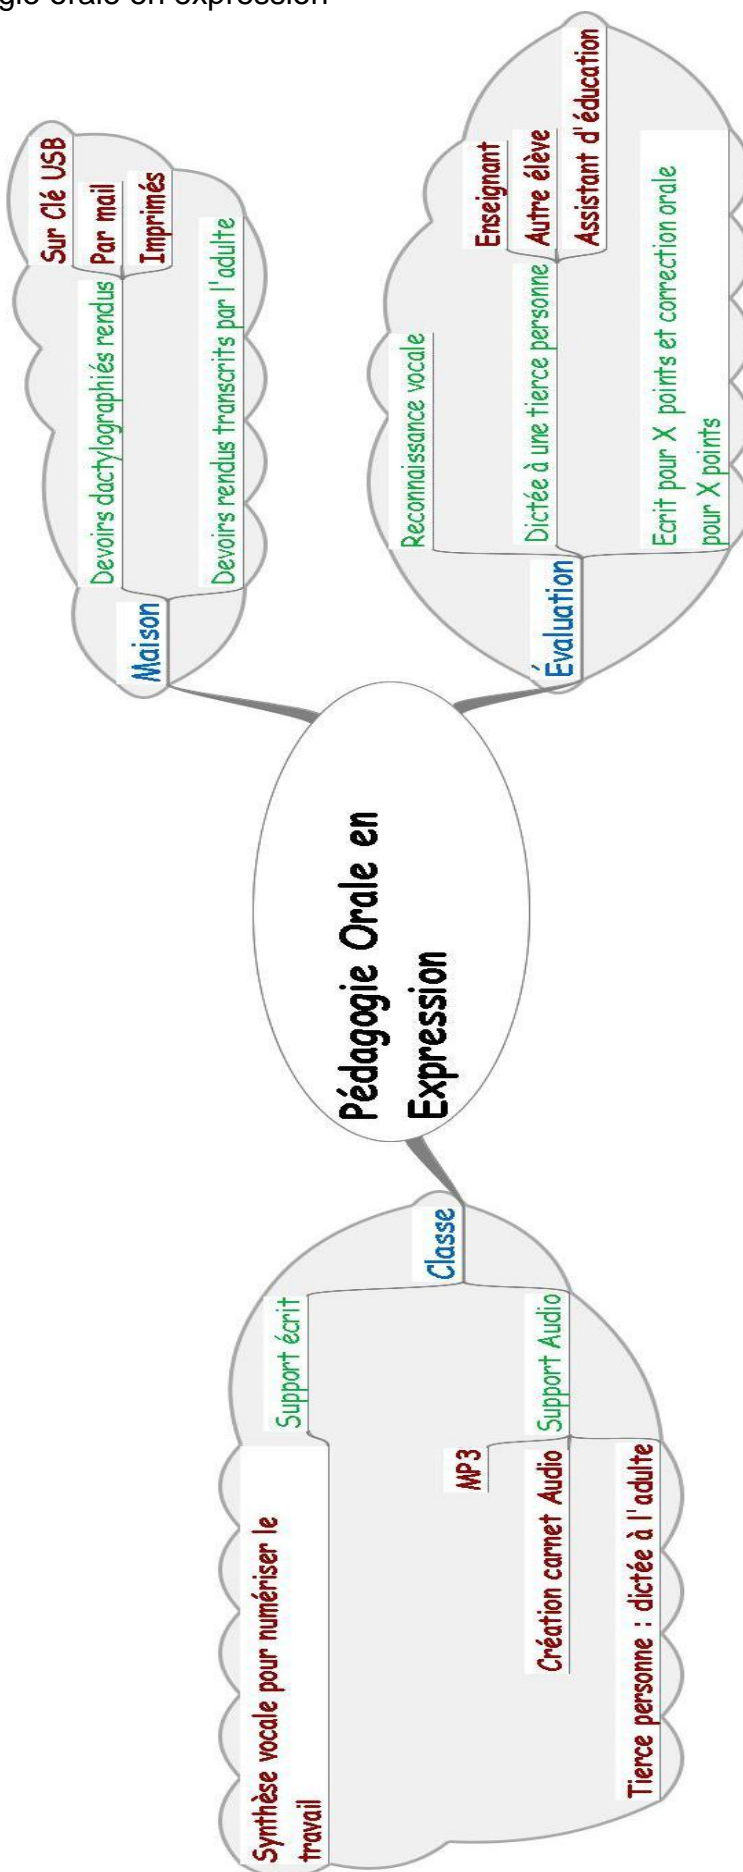 gie orale en expression
Pédagogie Orale en
Expression
Maison
Devoirs dactylographiés rendus
Sur Clé USB
Par mail
Imprimés
Devoirs rendus transcrits par l'adulte
Évaluation
Reconnaissance vocale
Dictée à une tierce personne
Enseignant
Autre élève
Assistant d'éducation
Ecrit pour X points et correction orale
pour X points
Classe
Support écrit
Synthèse vocale pour numériser le
travail
Support Audio
MP3
Création carnet Audio
Tierce personne : dictée à l'adulte